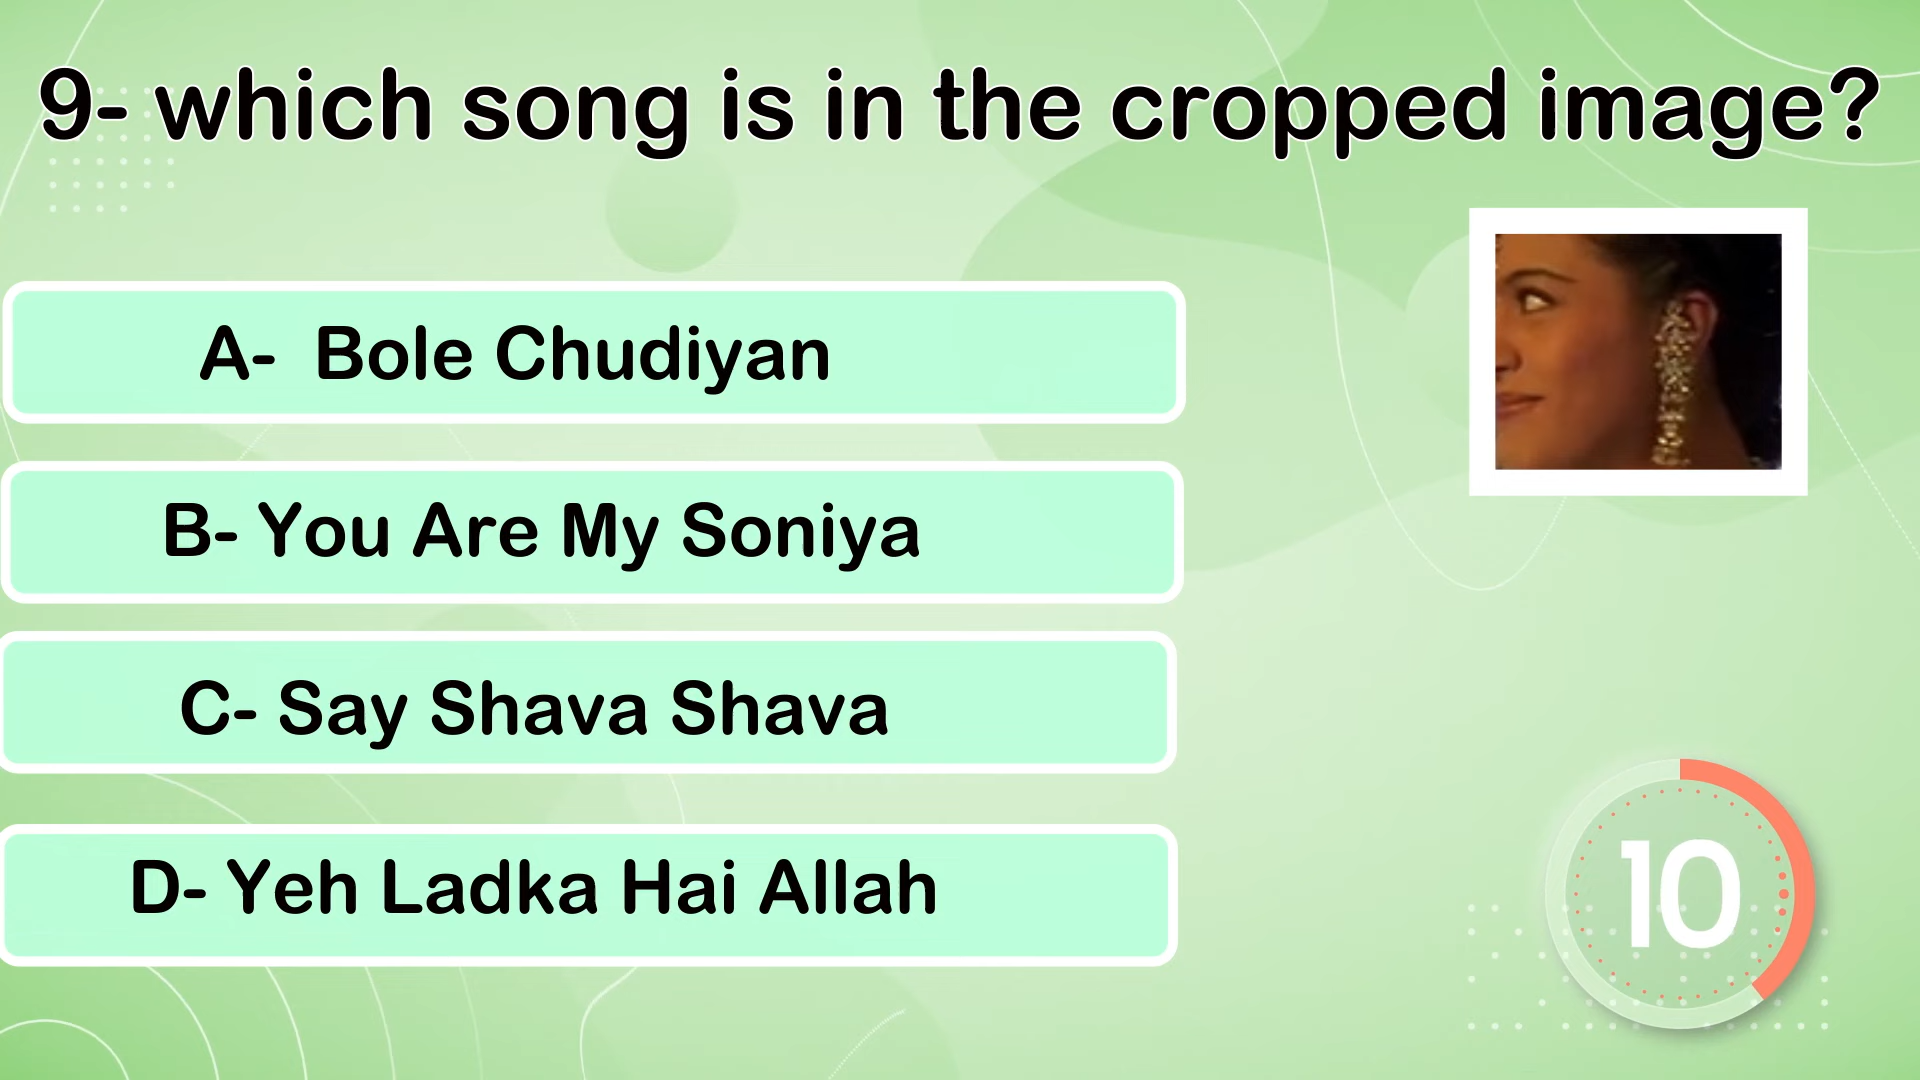 9- which song is in the cropped image?
A- Bole Chudiyan
B- You Are My Soniya
C- Say Shava Shava
D- Yeh Ladka Hai Allah
10